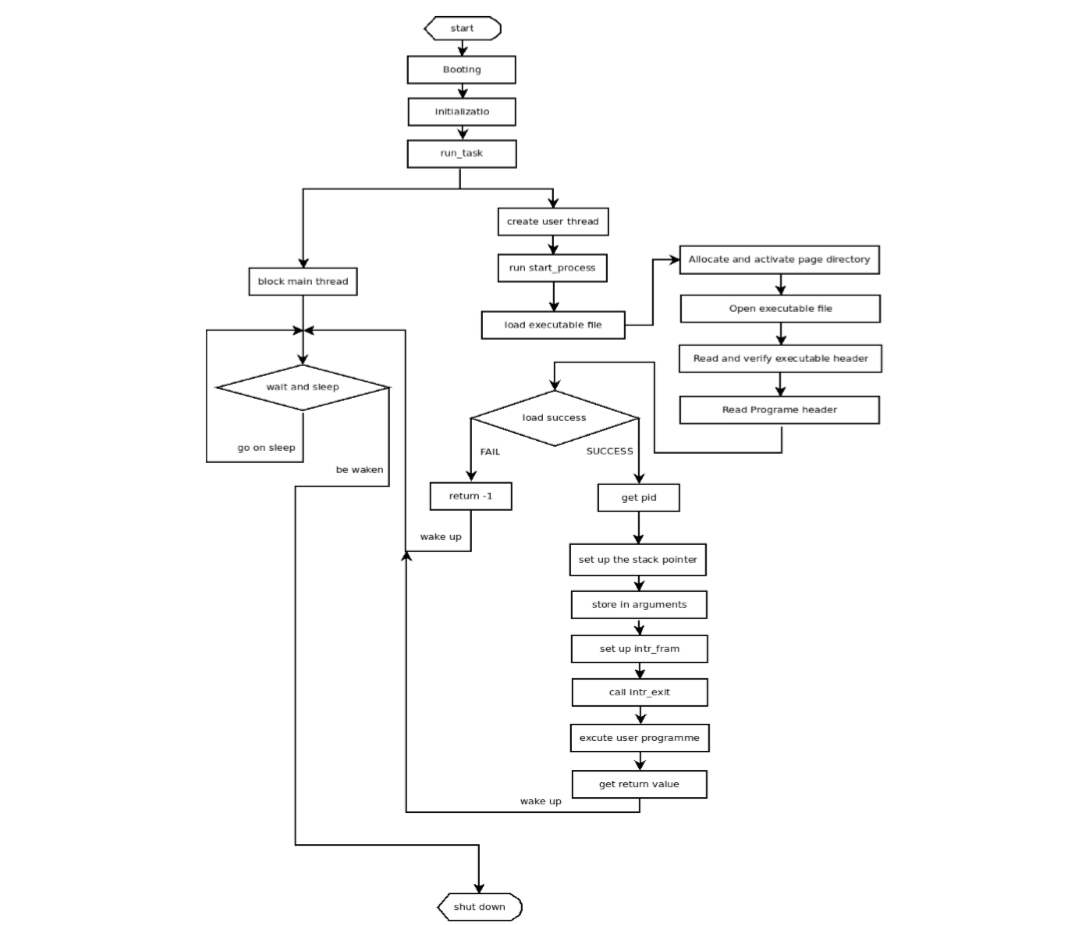 start
Booting
initializatio
run_task
create user thread
run start_process
load executable file
Allocate and activate page directory
Open executable file
Read and verify executable header
Read Programe header
block main thread
wait and sleep
go on sleep
be waken
load success
FAIL
SUCCESS
return -1
wake up
get pid
set up the stack pointer
store in arguments
set up intr_fram
call intr_exit
excute user programme
get return value
wake up
shut down